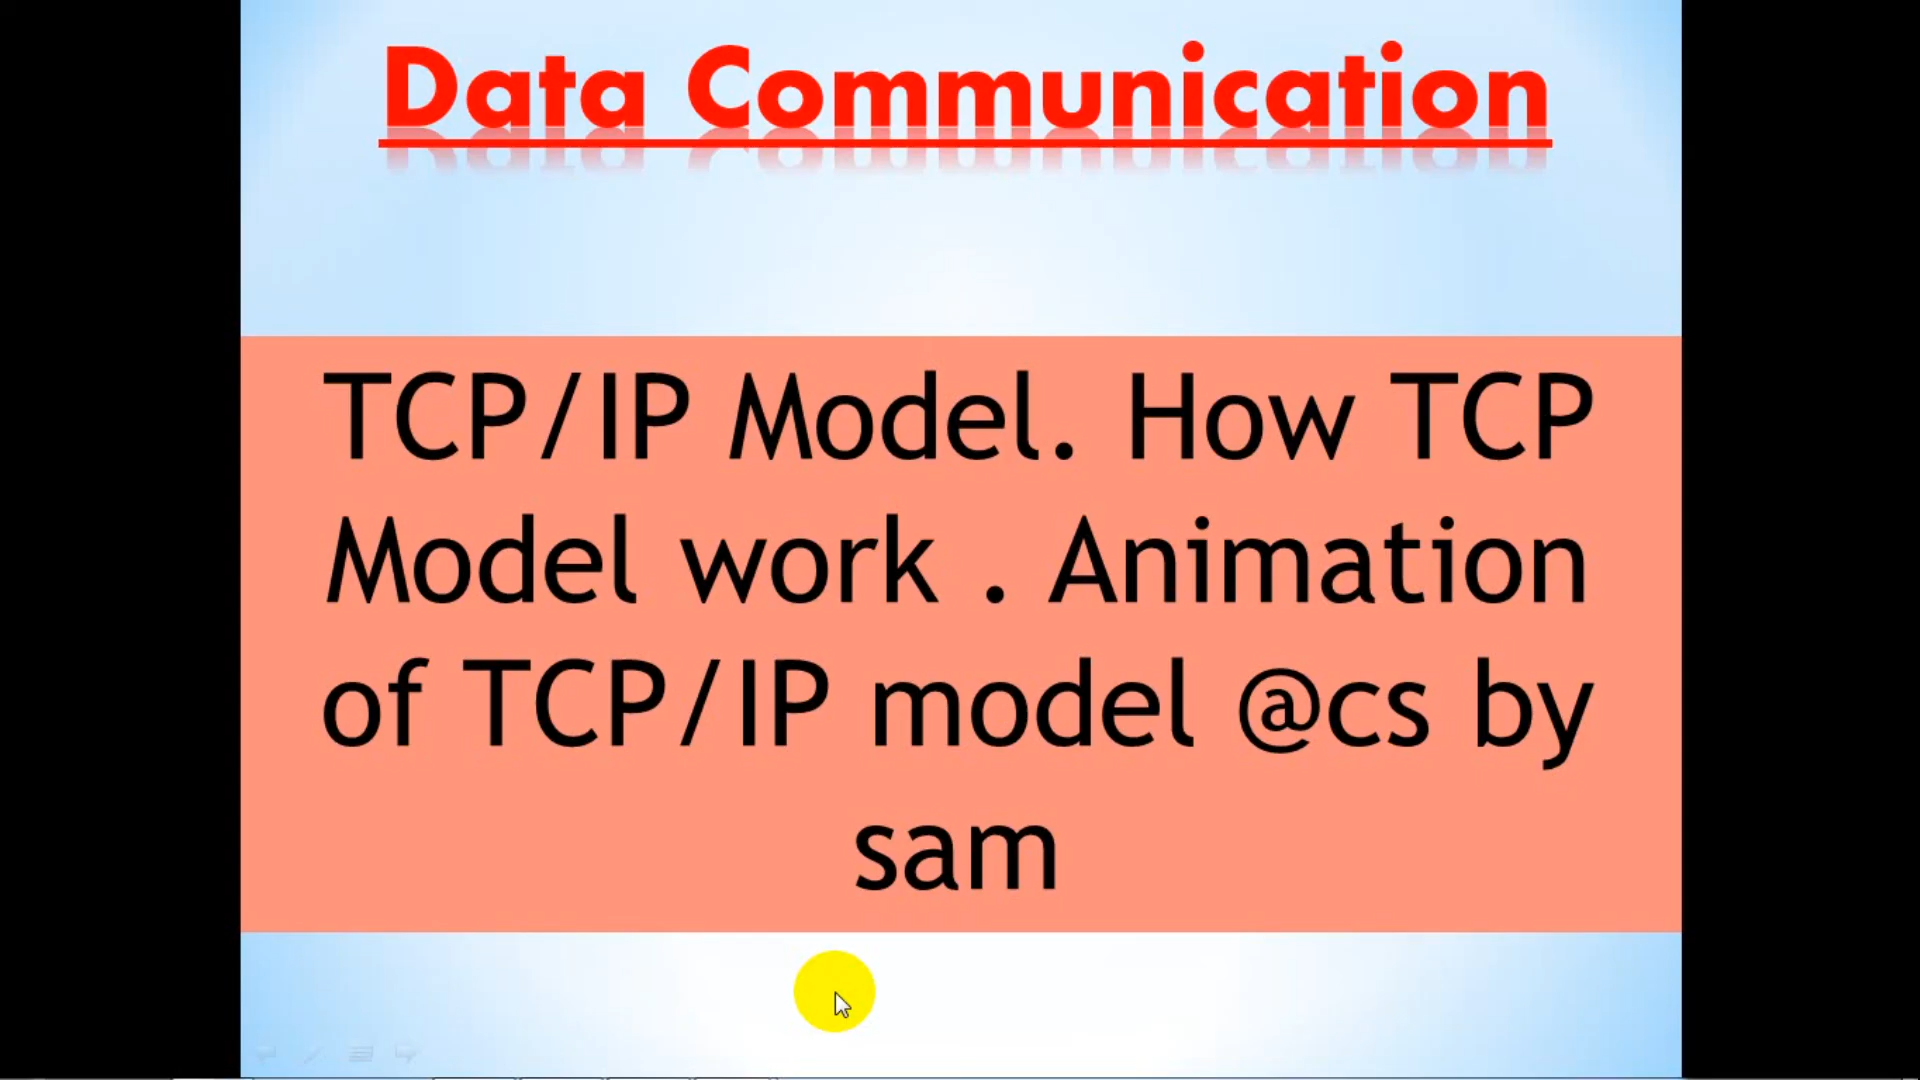 Data Communication
TCP/IP Model. How TCP
Model work . Animation
of TCP/IP model @cs by
sam